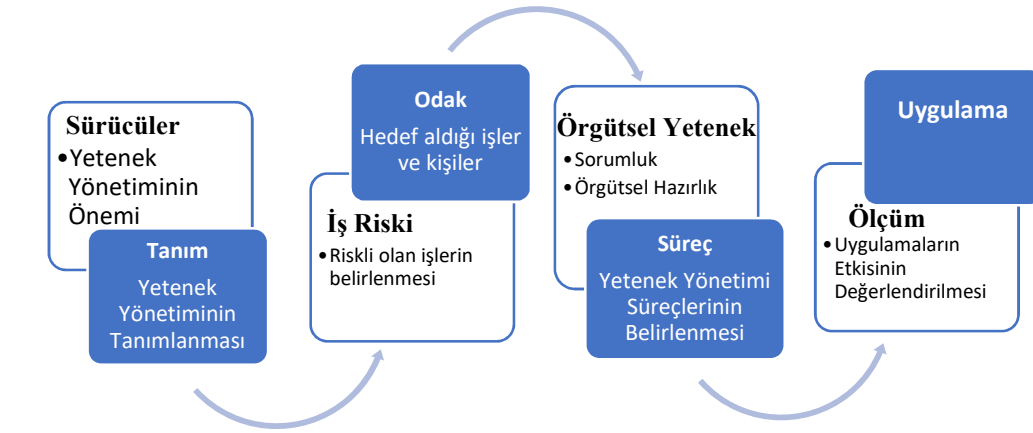 Sürücüler
•Yetenek
Yönetiminin
Önemi
Tanım
Yetenek
Yönetiminin
Tanımlanması
Odak
Hedef aldığı işler
ve kişiler
İş Riski
•Riskli olan işlerin
belirlenmesi
Örgütsel Yetenek
•Sorumluk
•Örgütsel Hazırlık
Süreç
Yetenek Yönetimi
Süreçlerinin
Belirlenmesi
Uygulama
Ölçüm
•Uygulamaların
Etkisinin
Değerlendirilmesi